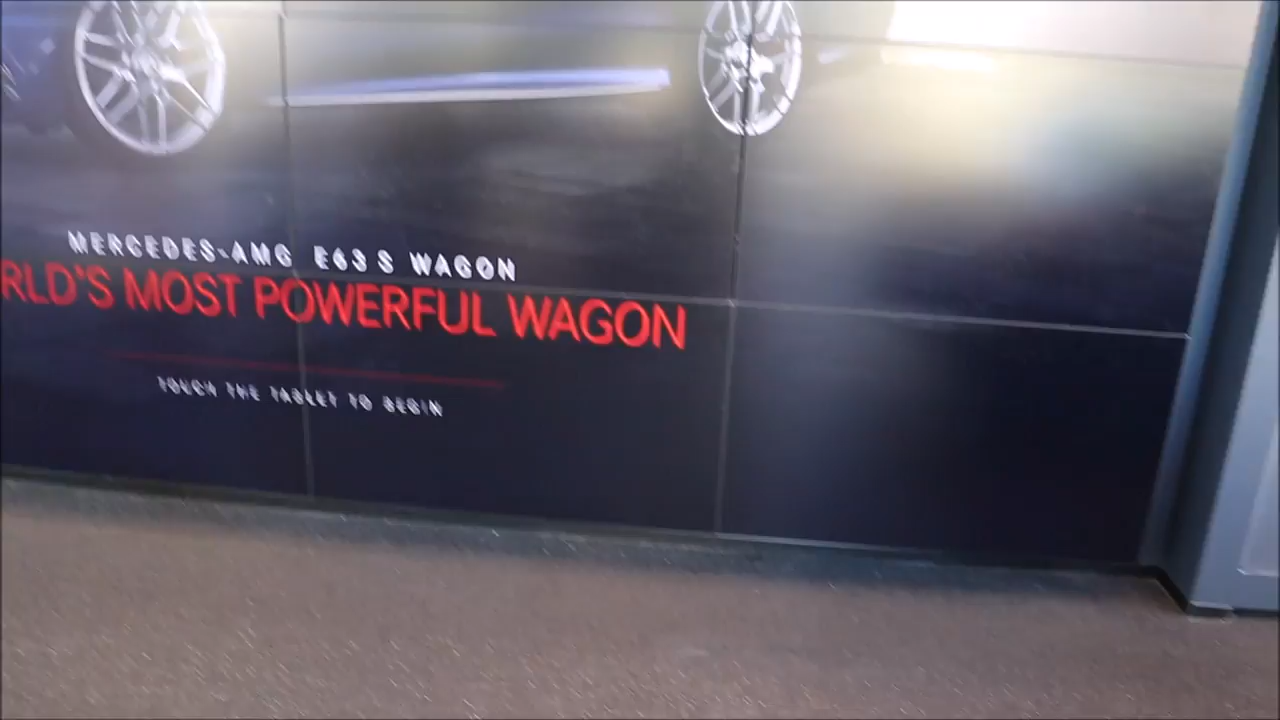 MERCEDES-AMG E63 S WAGON
RLD'S MOST POWERFUL WAGON
TOUCH THE TABLET TO BEGIN